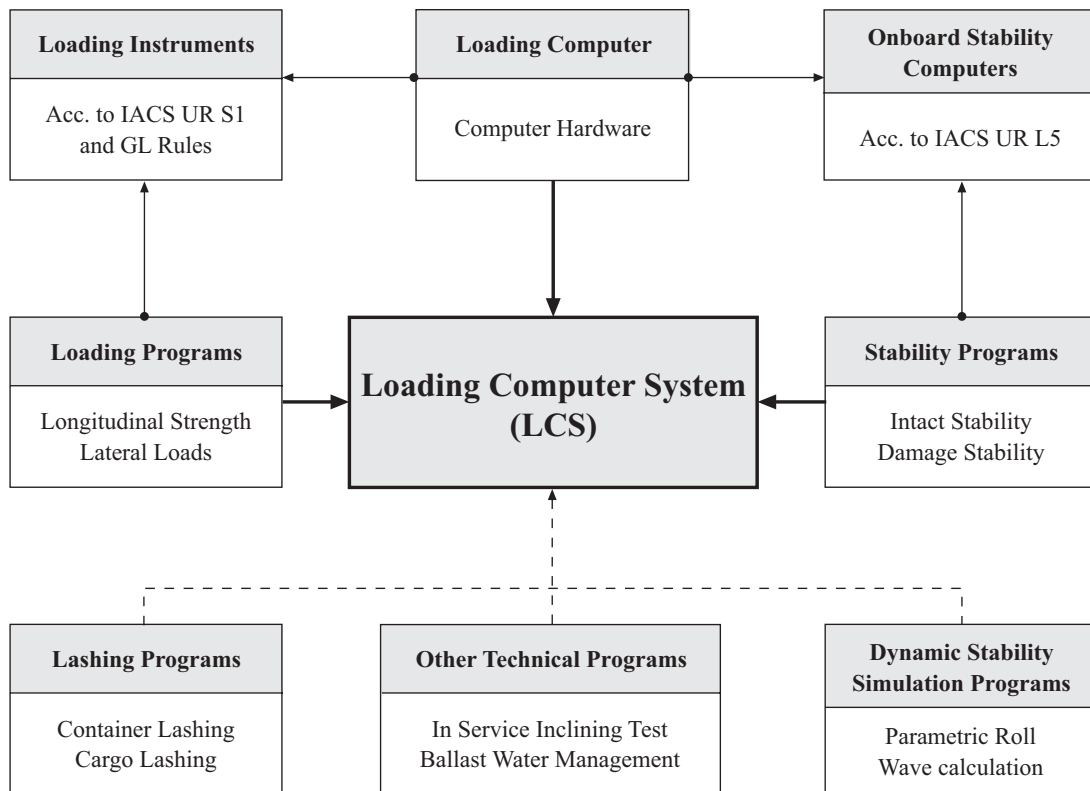 Loading Instruments
Acc. to IACS UR S1
and GL Rules
Loading Computer
Computer Hardware
Onboard Stability
Computers
Acc. to IACS UR L5
Loading Programs
Longitudinal Strength
Lateral Loads
Loading Computer System
(LCS)
Stability Programs
Intact Stability
Damage Stability
Lashing Programs
Container Lashing
Cargo Lashing
Other Technical Programs
In Service Inclining Test
Ballast Water Management
Dynamic Stability
Simulation Programs
Parametric Roll
Wave calculation